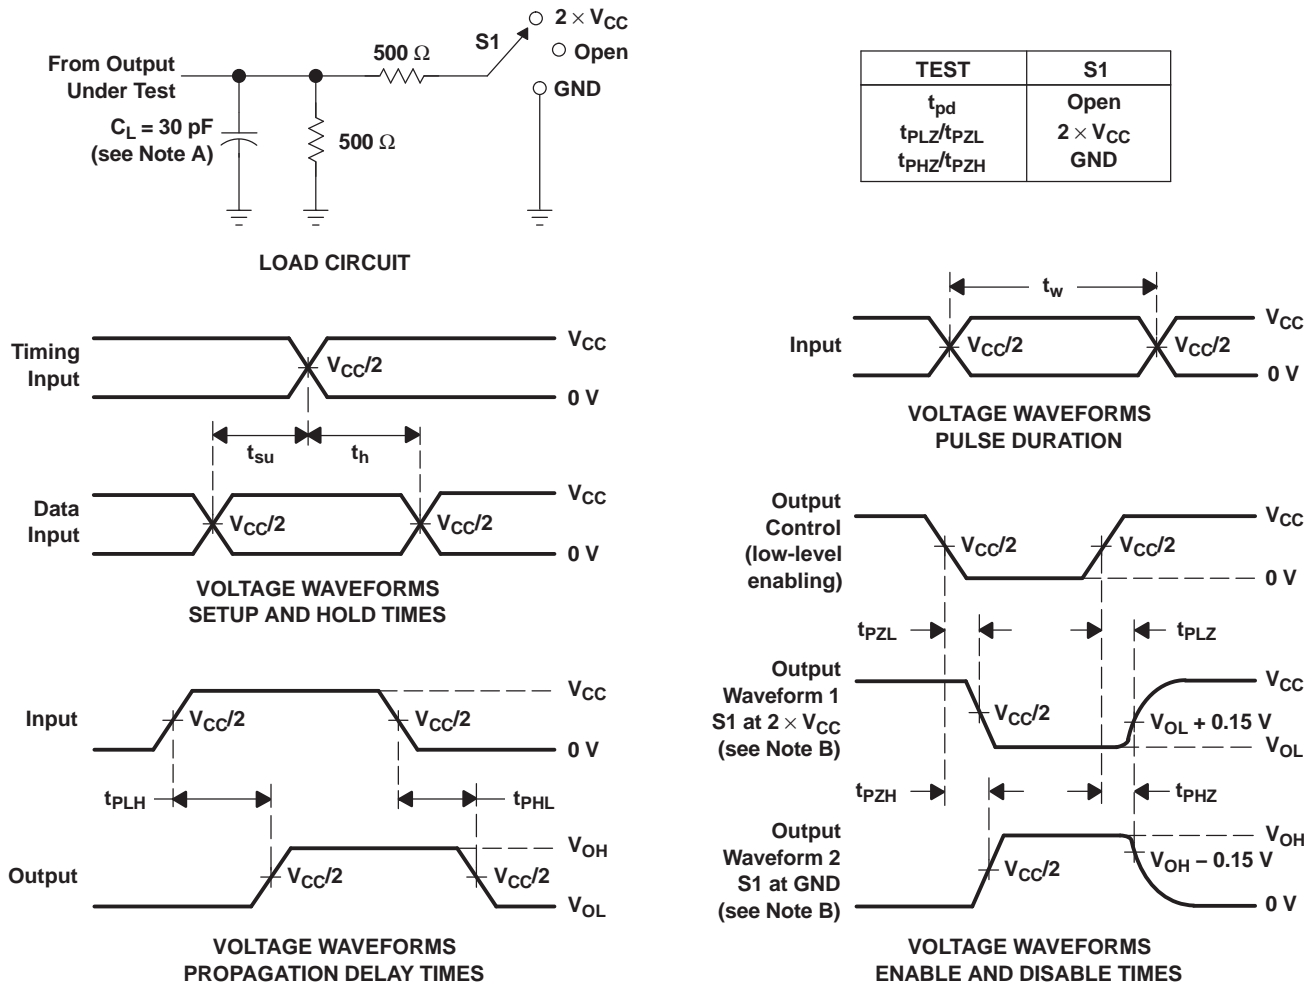 From Output
Under Test
C_L = 30 pF
(see Note A)
500 Ω
500 Ω
S1
2 × V_CC
Open
GND
LOAD CIRCUIT
TEST S1
t_pd Open
t_PLZ/t_PZL 2 × V_CC
t_PHZ/t_PZH GND
Timing
Input
V_CC/2
V_CC
0 V
t_su
t_h
Data
Input
V_CC/2
V_CC/2
V_CC
0 V
VOLTAGE WAVEFORMS
SETUP AND HOLD TIMES
t_w
Input
V_CC/2
V_CC/2
V_CC
0 V
VOLTAGE WAVEFORMS
PULSE DURATION
Input
V_CC/2
V_CC/2
V_CC
0 V
t_PLH
t_PHL
Output
V_CC/2
V_CC/2
V_OH
V_OL
VOLTAGE WAVEFORMS
PROPAGATION DELAY TIMES
Output
Control
(low-level
enabling)
V_CC/2
V_CC/2
V_CC
0 V
t_PZL
t_PLZ
Output
Waveform 1
S1 at 2 × V_CC
(see Note B)
V_CC/2
V_CC
V_OL + 0.15 V
V_OL
t_PZH
t_PHZ
Output
Waveform 2
S1 at GND
(see Note B)
V_CC/2
V_OH
V_OH − 0.15 V
0 V
VOLTAGE WAVEFORMS
ENABLE AND DISABLE TIMES